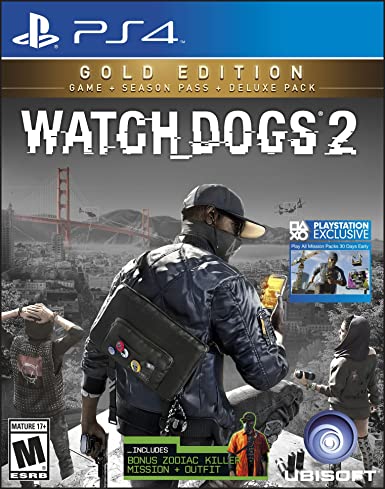 PS4
GOLD EDITION
GAME + SEASON PASS + DELUXE PACK
WATCH_DOGS®2
PLAYSTATION
EXCLUSIVE
Play All Mission Packs 30 Days Early
MATURE 17+
M
ESRB
...INCLUDES
BONUS ZODIAC KILLER
MISSION + OUTFIT
UBISOFT